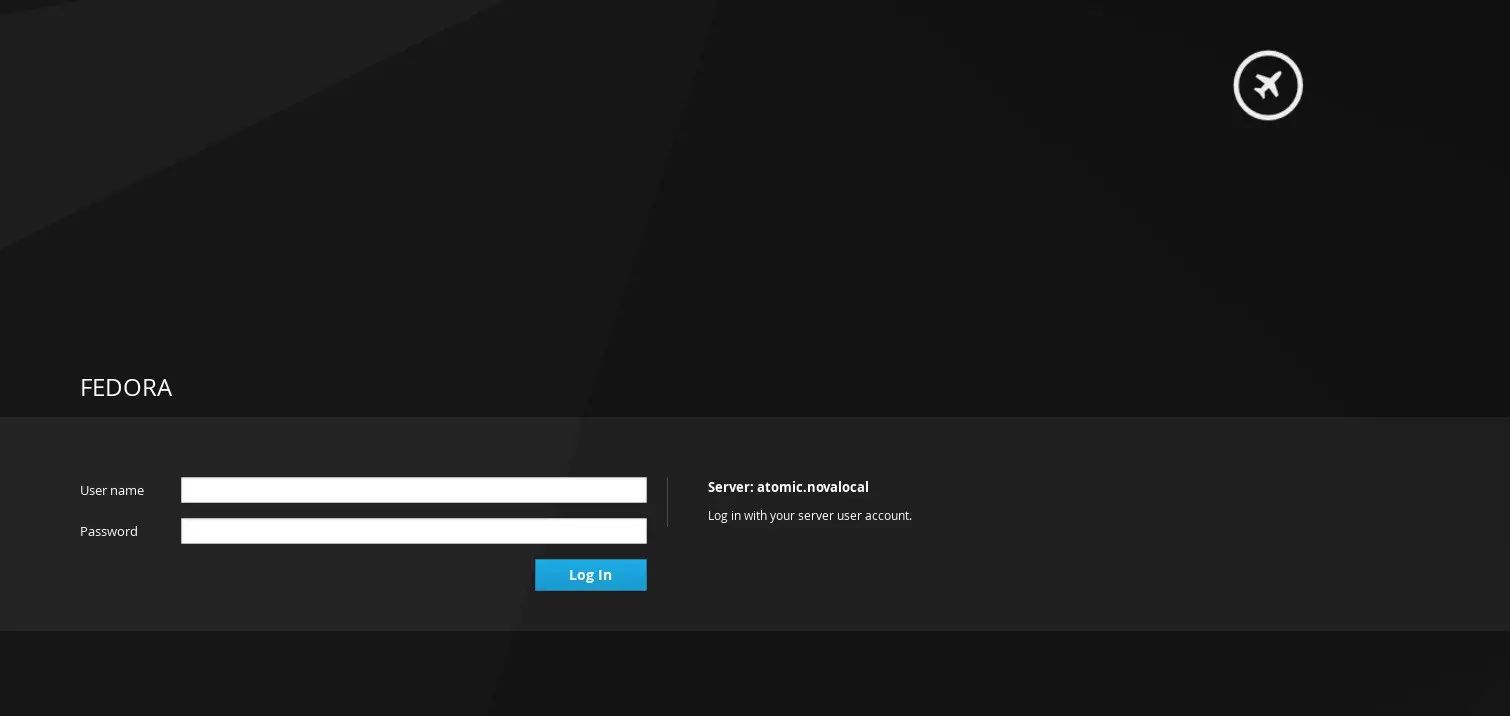 FEDORA
User name
Password
Log In
Server: atomic.novalocal
Log in with your server user account.